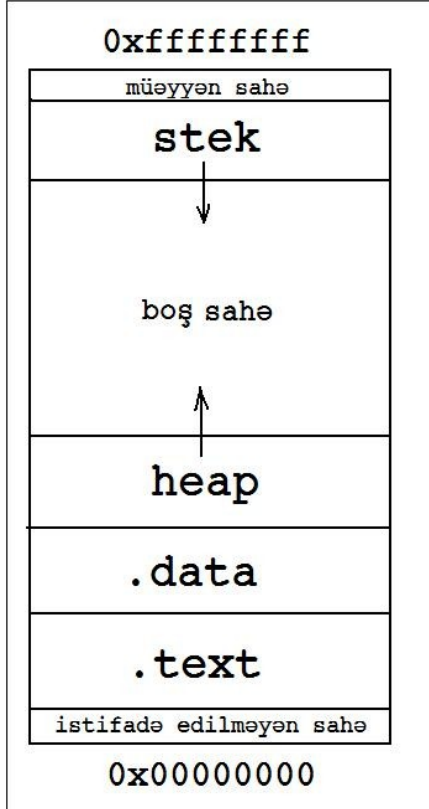 0xffffffff
müəyyən sahə
stek
boş sahə
heap
.data
.text
istifadə edilməyən sahə
0x00000000